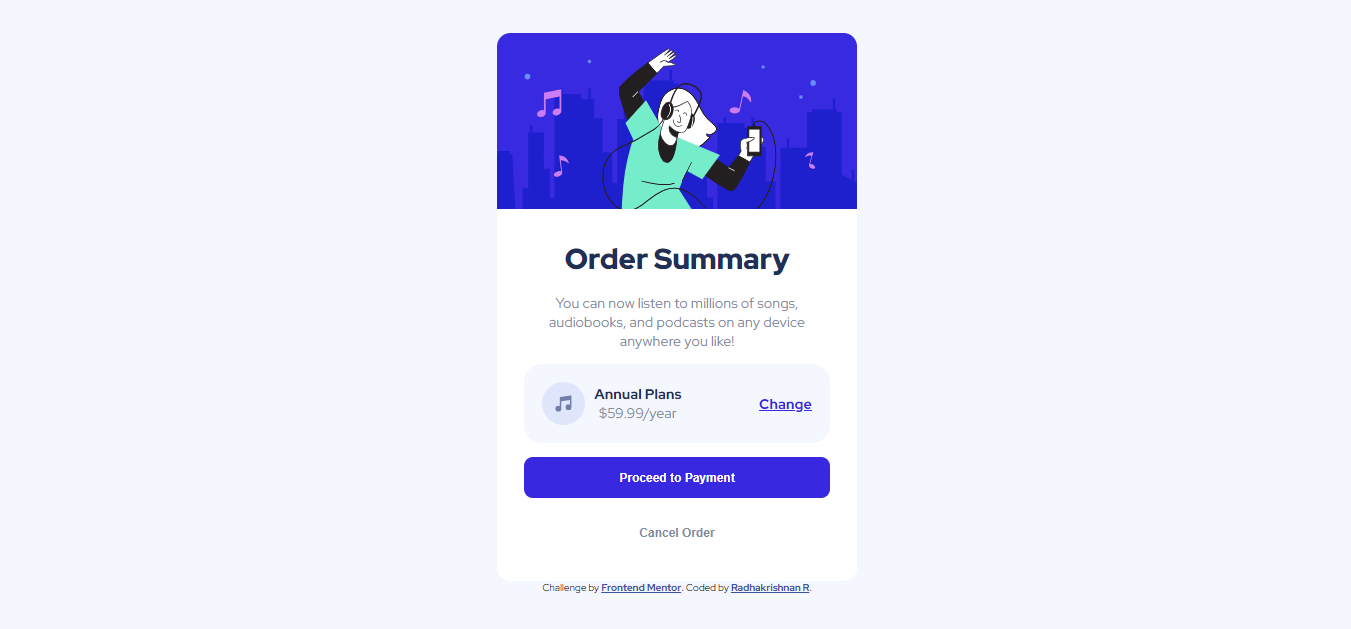 Order Summary
You can now listen to millions of songs,
audiobooks, and podcasts on any device
anywhere you like!
Annual Plans
$59.99/year
Change
Proceed to Payment
Cancel Order
Challenge by Frontend Mentor. Coded by Radhakrishnan R.